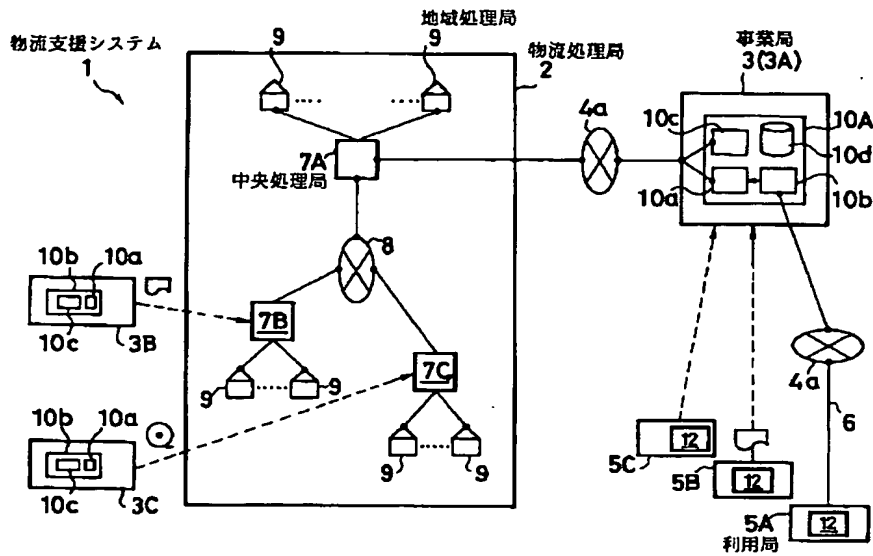 地域処理局
物流支援システム
1
9
9
物流処理局
2
事業局
3(3A)
4a
10c
10A
10d
10a
10b
7A
中央処理局
8
10b
10a
10c
3B
7B
9
9
7C
9
9
10b
10a
10c
3C
4a
6
12
5C
12
5B
12
5A
利用局